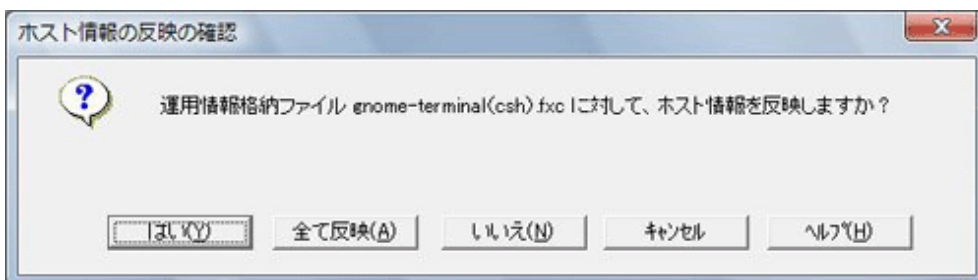 ホスト情報の反映の確認
運用情報格納ファイル gnome-terminal(csh).fxc に対して、ホスト情報を反映しますか？
はい(Y) 全て反映(A) いいえ(N) キャンセル ヘルプ(H)